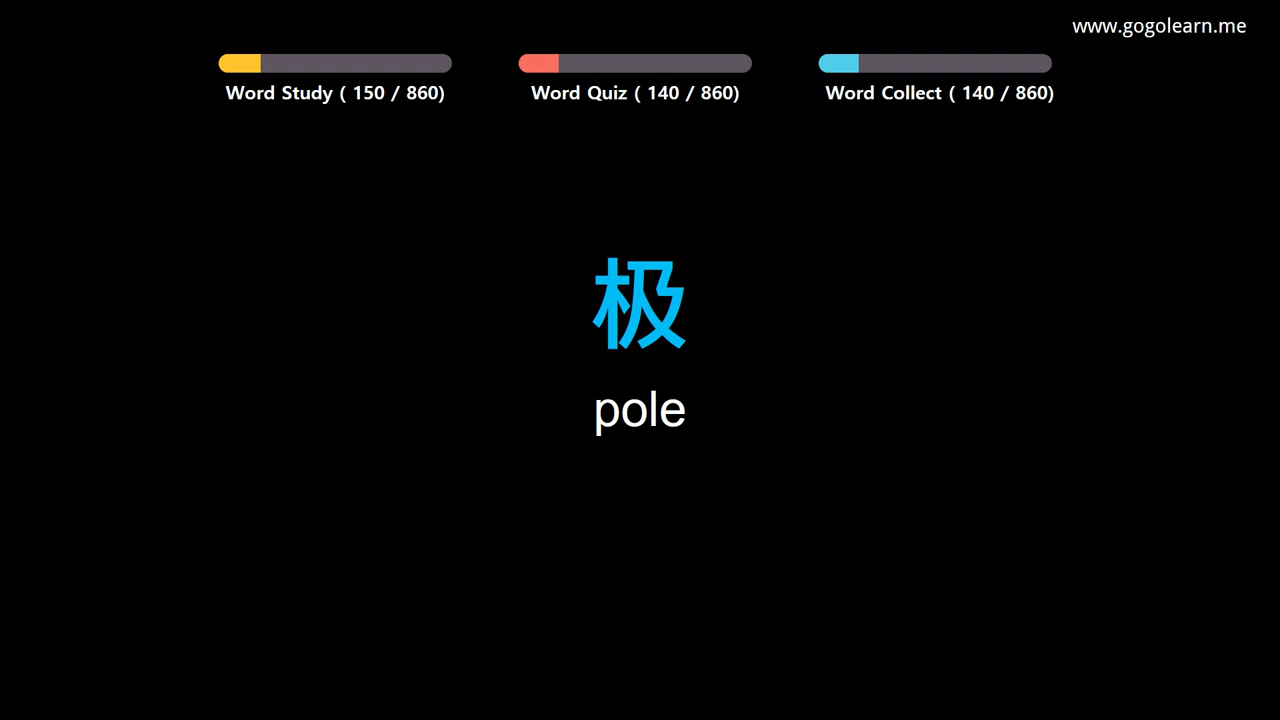 www.gogolearn.me
Word Study ( 150 / 860)
Word Quiz ( 140 / 860)
Word Collect ( 140 / 860)
极
pole